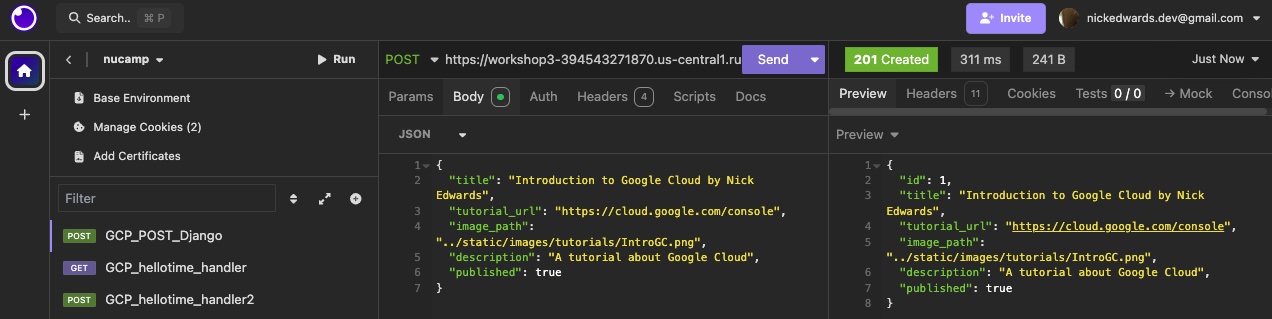 Search.. ⌘ P
Invite
nickedwards.dev@gmail.com
nucamp
Run
Base Environment
Manage Cookies (2)
Add Certificates
Filter
POST GCP_POST_Django
GET GCP_hellotime_handler
POST GCP_hellotime_handler2
POST https://workshop3-394543271870.us-central1.ru Send
Params Body Auth Headers 4 Scripts Docs
JSON
1 {
2 "title": "Introduction to Google Cloud by Nick
Edwards",
3 "tutorial_url": "https://cloud.google.com/console",
4 "image_path":
"../static/images/tutorials/IntroGC.png",
5 "description": "A tutorial about Google Cloud",
6 "published": true
7 }
201 Created 311 ms 241 B Just Now
Preview Headers 11 Cookies Tests 0 / 0 → Mock Conso
Preview
1 {
2 "id": 1,
3 "title": "Introduction to Google Cloud by Nick
Edwards",
4 "tutorial_url": "https://cloud.google.com/console",
5 "image_path":
"../static/images/tutorials/IntroGC.png",
6 "description": "A tutorial about Google Cloud",
7 "published": true
8 }